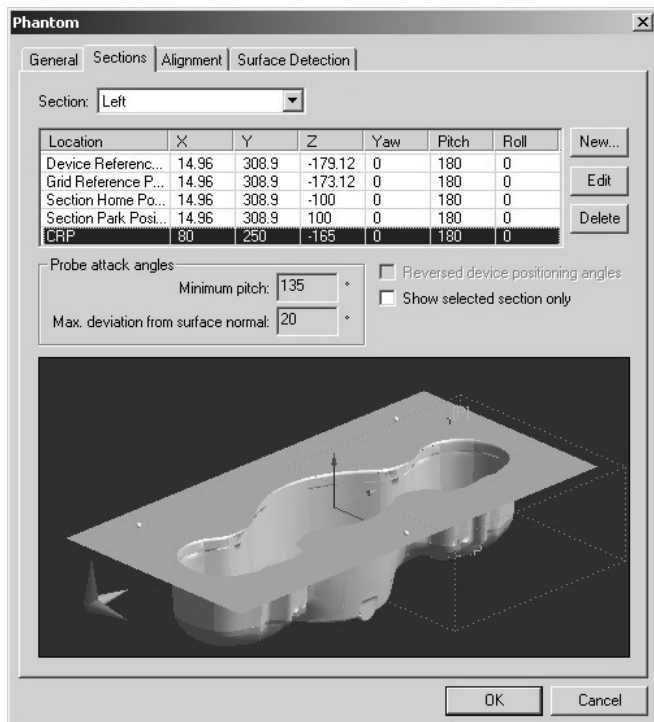 Phantom
General Sections Alignment Surface Detection
Section: Left
Location X Y Z Yaw Pitch Roll New...
Device Referenc... 14.96 308.9 -179.12 0 180 0
Grid Reference P... 14.96 308.9 -173.12 0 180 0 Edit
Section Home Po... 14.96 308.9 -100 0 180 0
Section Park Posi... 14.96 308.9 100 0 180 0 Delete
CRP 80 250 -165 0 180 0
Probe attack angles
Reversed device positioning angles
Minimum pitch: 135 °
Show selected section only
Max. deviation from surface normal: 20 °
[P]
P
OK Cancel